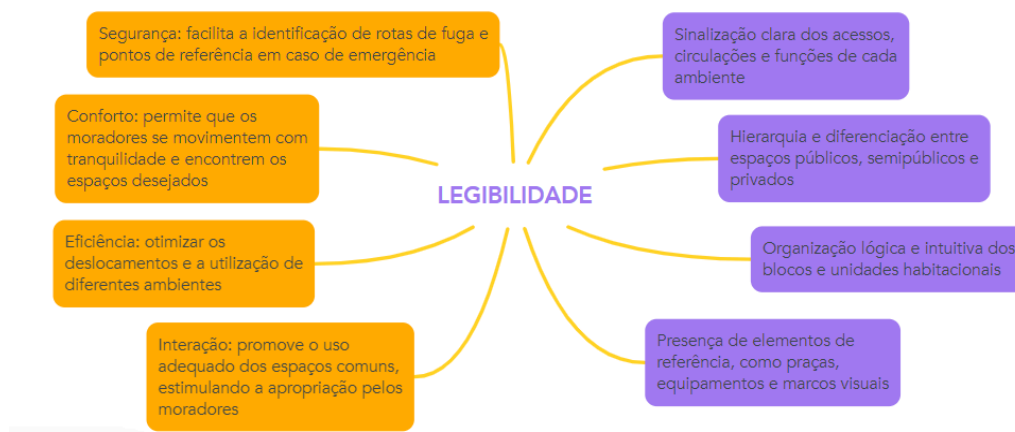 Segurança: facilita a identificação de rotas de fuga e
pontos de referência em caso de emergência
Conforto: permite que os
moradores se movimentem com
tranquilidade e encontrem os
espaços desejados
Eficiência: otimizar os
deslocamentos e a utilização de
diferentes ambientes
Interação: promove o uso
adequado dos espaços comuns,
estimulando a apropriação pelos
moradores
LEGIBILIDADE
Sinalização clara dos acessos,
circulações e funções de cada
ambiente
Hierarquia e diferenciação entre
espaços públicos, semipúblicos e
privados
Organização lógica e intuitiva dos
blocos e unidades habitacionais
Presença de elementos de
referência, como praças,
equipamentos e marcos visuais